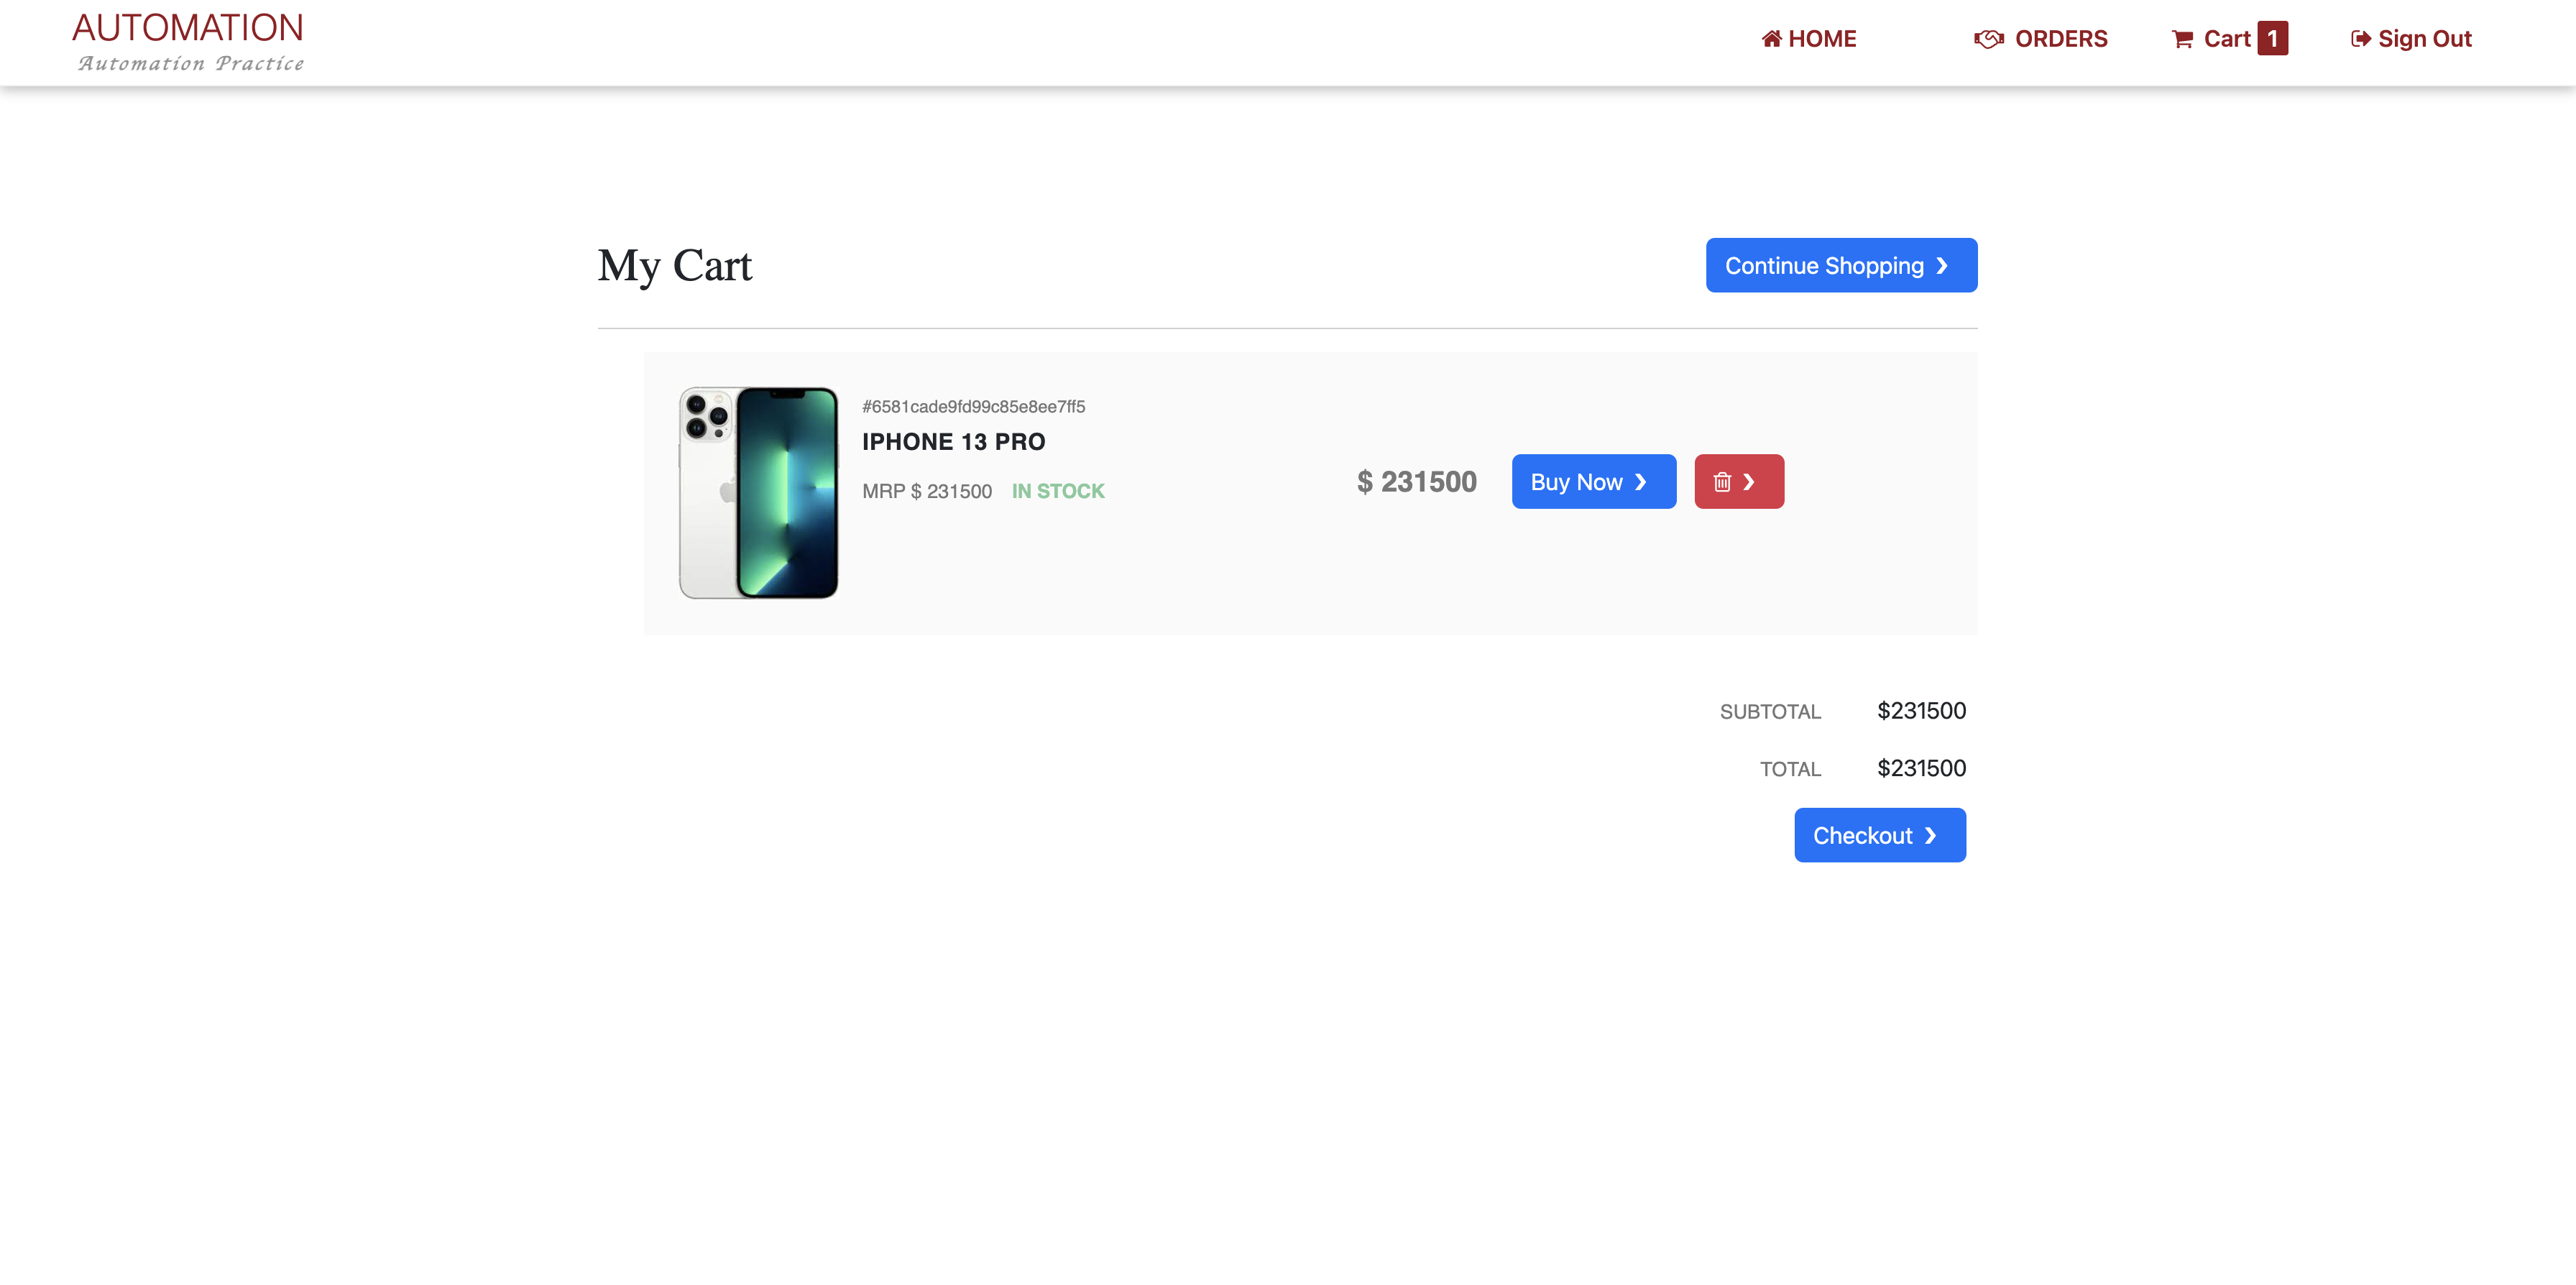 AUTOMATION
Automation Practice
HOME
ORDERS
Cart 1
Sign Out
My Cart
Continue Shopping
#6581cade9fd99c85e8ee7ff5
IPHONE 13 PRO
MRP $ 231500 IN STOCK
$ 231500
Buy Now
SUBTOTAL $231500
TOTAL $231500
Checkout